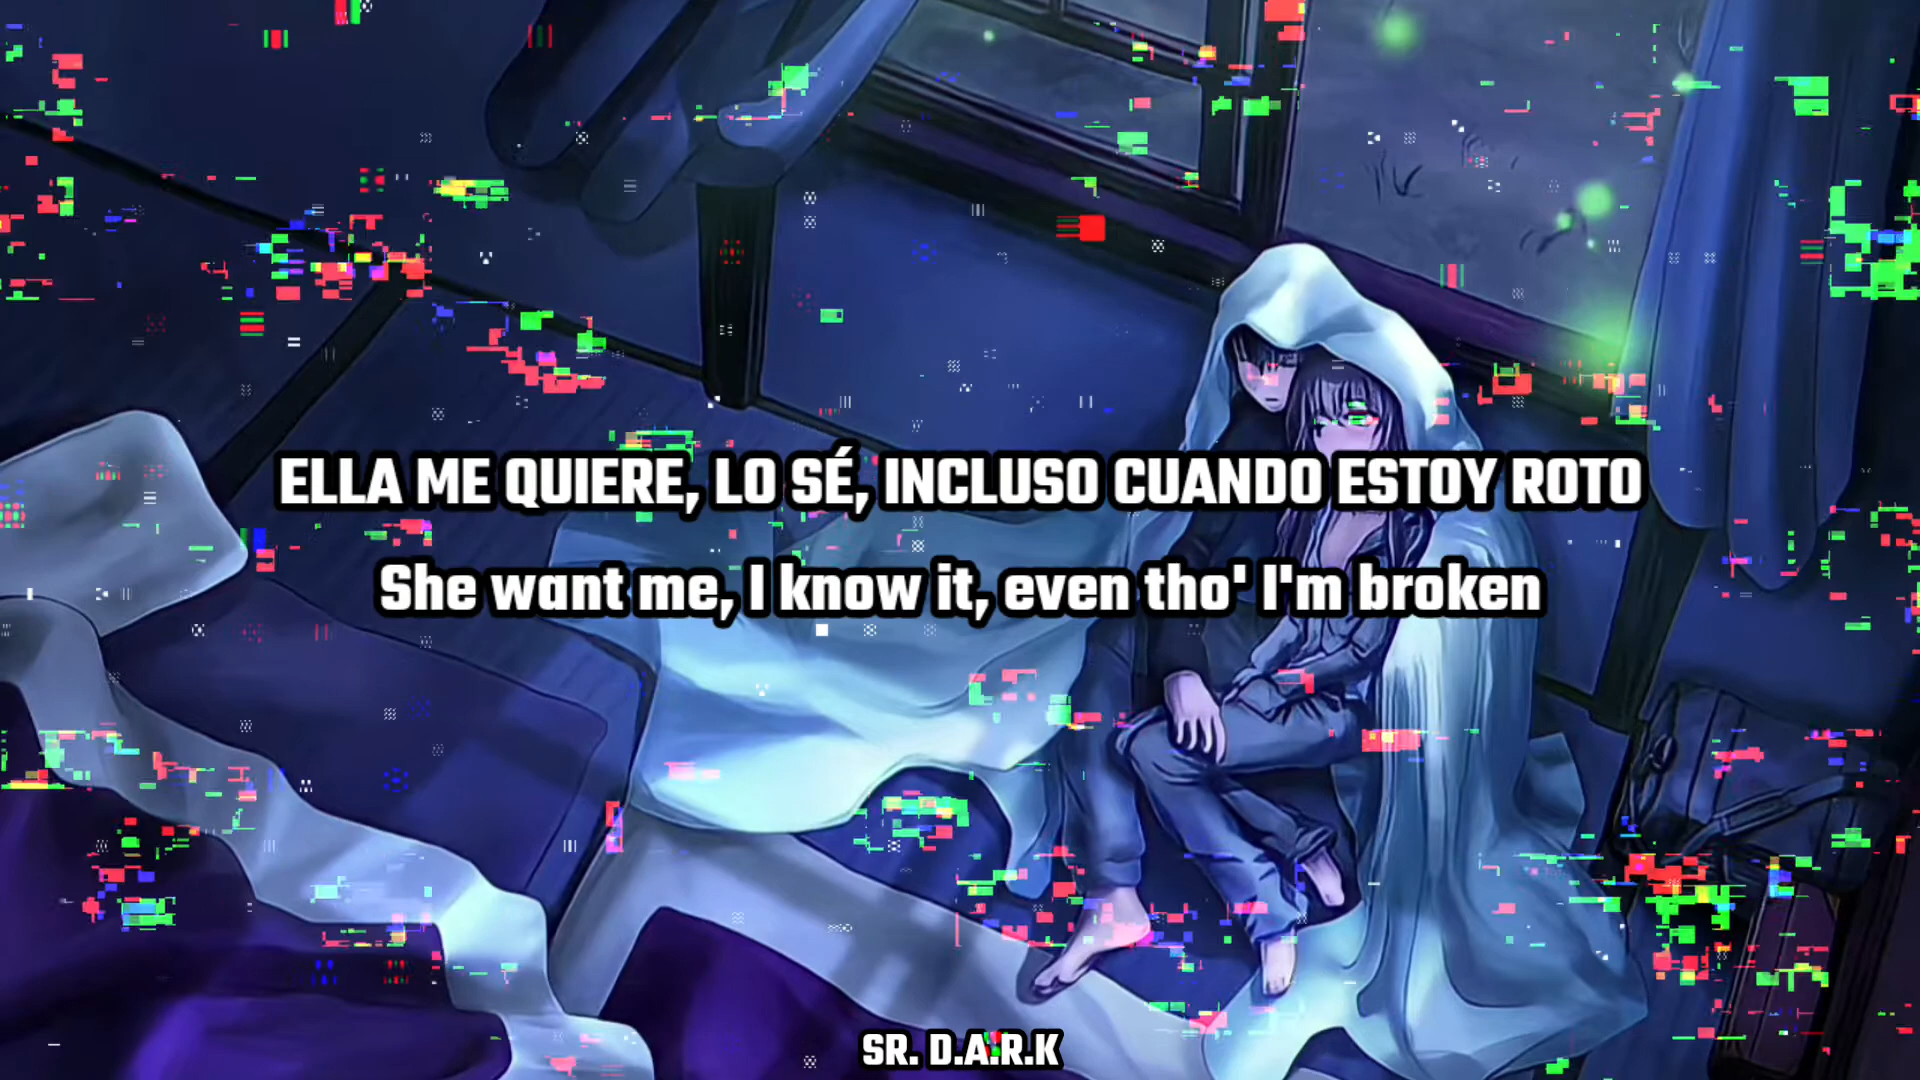 ELLA ME QUIERE, LO SÉ, INCLUSO CUANDO ESTOY ROTO
She want me, I know it, even tho' I'm broken
SR. D.A.R.K